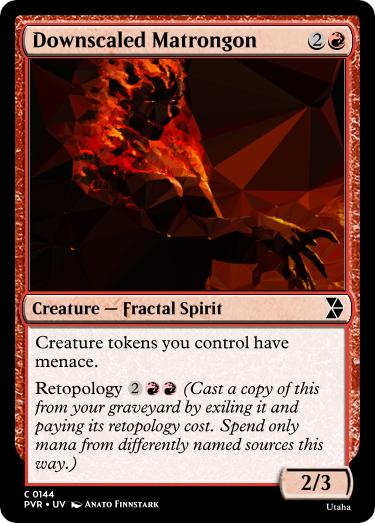 Downscaled Matrongon 2
Creature — Fractal Spirit
Creature tokens you control have
menace.
Retopology 2 (Cast a copy of this
from your graveyard by exiling it and
paying its retopology cost. Spend only
mana from differently named sources this
way.)
2/3
C 0144
PVR • UV Anato Finnstark
Utaha